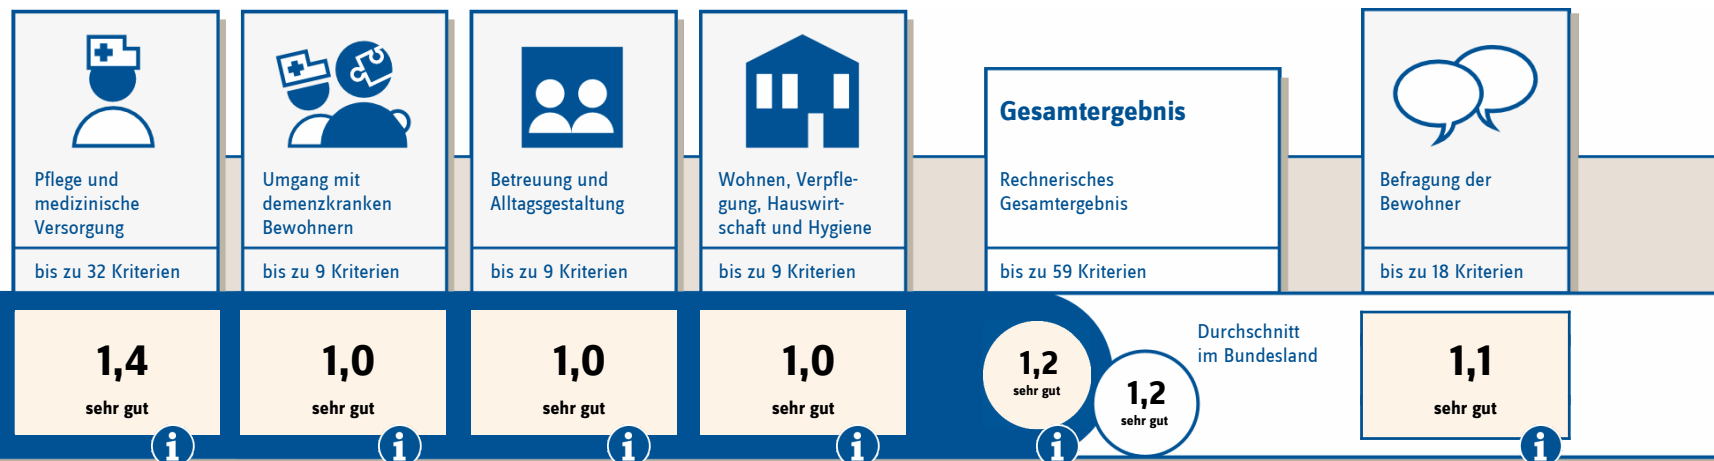 Pflege und
medizinische
Versorgung
bis zu 32 Kriterien
1,4
sehr gut
i
Umgang mit
demenzkranken
Bewohnern
bis zu 9 Kriterien
1,0
sehr gut
i
Betreuung und
Alltagsgestaltung
bis zu 9 Kriterien
1,0
sehr gut
i
Wohnen, Verpfle-
gung, Hauswirt-
schaft und Hygiene
bis zu 9 Kriterien
1,0
sehr gut
i
Gesamtergebnis
Rechnerisches
Gesamtergebnis
bis zu 59 Kriterien
1,2
sehr gut
i
Durchschnitt
im Bundesland
1,2
sehr gut
Befragung der
Bewohner
bis zu 18 Kriterien
1,1
sehr gut
i